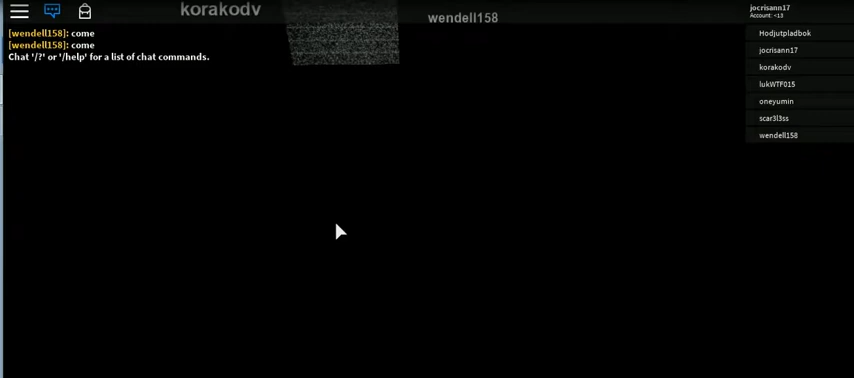 korakodv
wendell158
[wendell158]: come
[wendell158]: come
Chat '/?' or '/help' for a list of chat commands.
jocrisann17
Account: <13
Hodjutpladbok
jocrisann17
korakodv
lukWTF015
oneyumin
scar3l3ss
wendell158